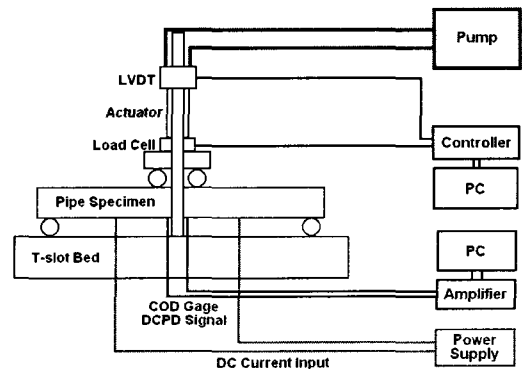 Pump
LVDT
Actuator
Load Cell
Controller
PC
Pipe Specimen
T-slot Bed
PC
Amplifier
COD Gage
DCPD Signal
Power
Supply
DC Current Input